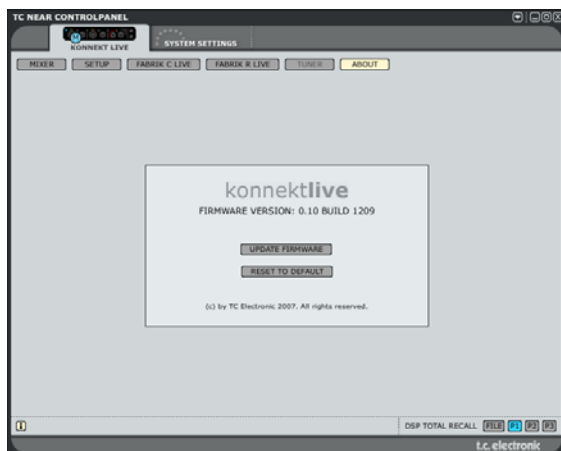 TC NEAR CONTROLPANEL
M
KONNEKT LIVE
SYSTEM SETTINGS
MIXER SETUP FABRIK C LIVE FABRIK R LIVE TUNER ABOUT
konnektlive
FIRMWARE VERSION: 0.10 BUILD 1209
UPDATE FIRMWARE
RESET TO DEFAULT
(c) by TC Electronic 2007. All rights reserved.
i DSP TOTAL RECALL FILE P1 P2 P3
t.c. electronic